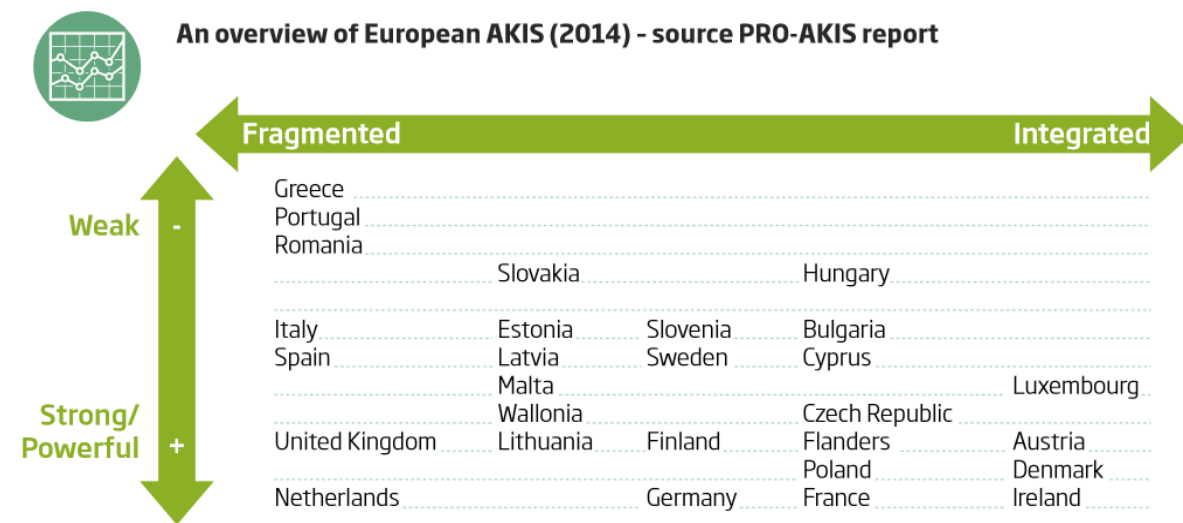 An overview of European AKIS (2014) - source PRO-AKIS report
Fragmented Integrated
Greece
Weak - Portugal
Romania
Slovakia Hungary
Italy Estonia Slovenia Bulgaria
Spain Latvia Sweden Cyprus
Malta Luxembourg
Strong/ Wallonia Czech Republic
Powerful + United Kingdom Lithuania Finland Flanders Austria
Poland Denmark
Netherlands Germany France Ireland